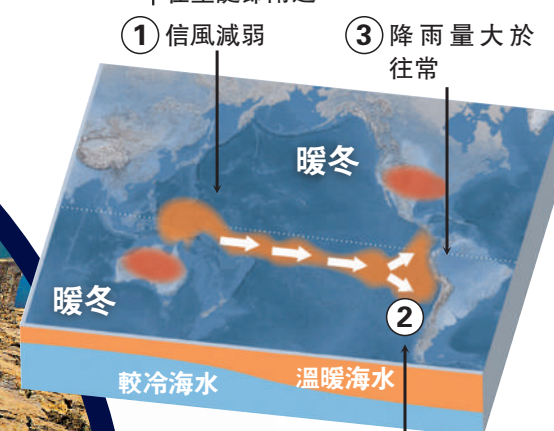 ① 信風減弱
③ 降雨量大於
往常
暖冬
暖冬
②
較冷海水
溫暖海水